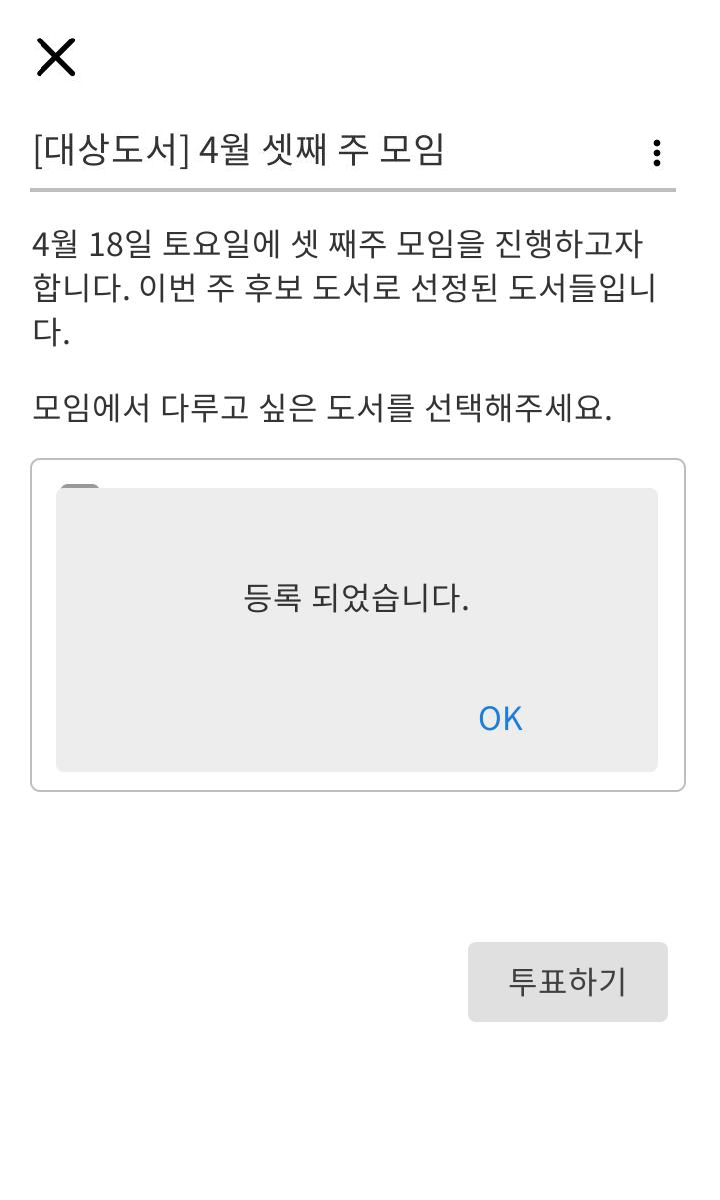 [대상도서] 4월 셋째 주 모임
4월 18일 토요일에 셋 째주 모임을 진행하고자
합니다. 이번 주 후보 도서로 선정된 도서들입니
다.
모임에서 다루고 싶은 도서를 선택해주세요.
등록 되었습니다.
OK
투표하기